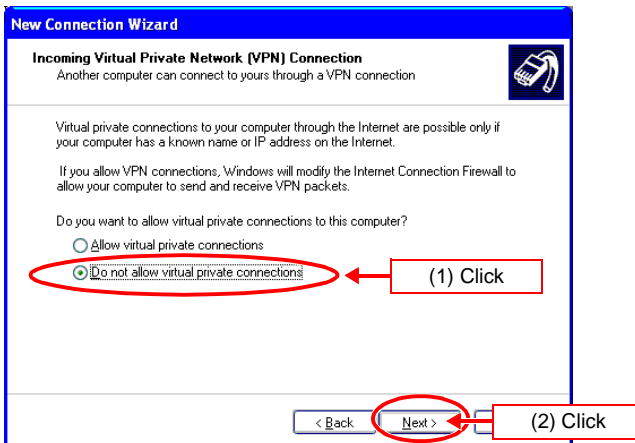 New Connection Wizard
Incoming Virtual Private Network (VPN) Connection
Another computer can connect to yours through a VPN connection
Virtual private connections to your computer through the Internet are possible only if
your computer has a known name or IP address on the Internet.
If you allow VPN connections, Windows will modify the Internet Connection Firewall to
allow your computer to send and receive VPN packets.
Do you want to allow virtual private connections to this computer?
Allow virtual private connections
Do not allow virtual private connections
(1) Click
< Back
Next >
(2) Click